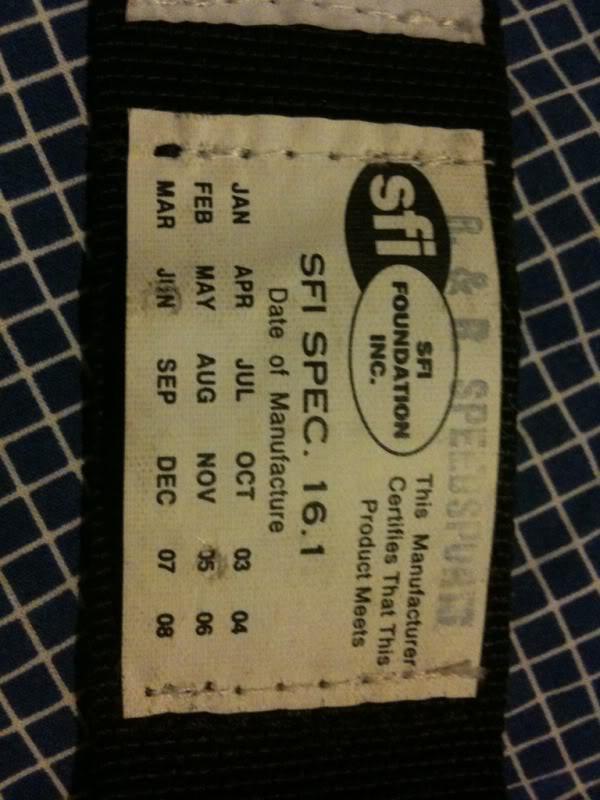 SPEEDSPORTS
sfi
SFI
FOUNDATION
INC.
This Manufacturer
Certifies That This
Product Meets
SFI SPEC. 16.1
Date of Manufacture
JAN APR JUL OCT 03 04
FEB MAY AUG NOV 05 06
MAR JUN SEP DEC 07 08